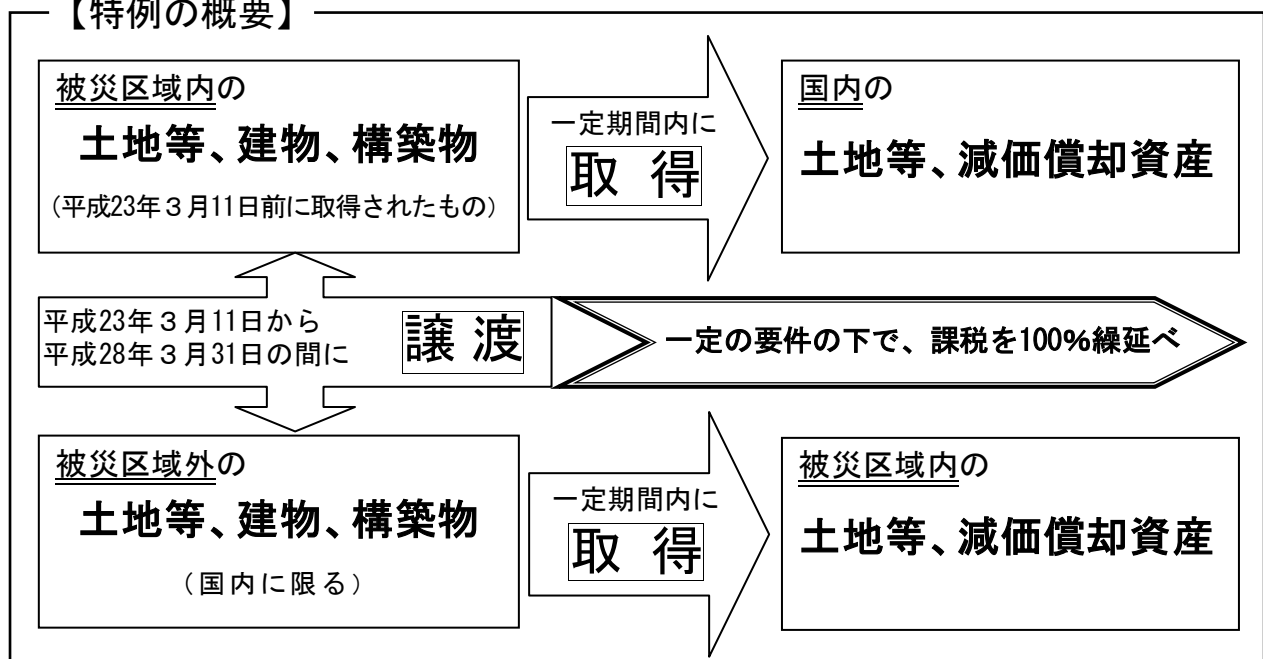 【特例の概要】
被災区域内の
土地等、建物、構築物
(平成23年3月11日前に取得されたもの)
一定期間内に
取 得
国内の
土地等、減価償却資産
平成23年3月11日から
平成28年3月31日の間に
譲 渡
一定の要件の下で、課税を100%繰延べ
被災区域外の
土地等、建物、構築物
(国内に限る)
一定期間内に
取 得
被災区域内の
土地等、減価償却資産